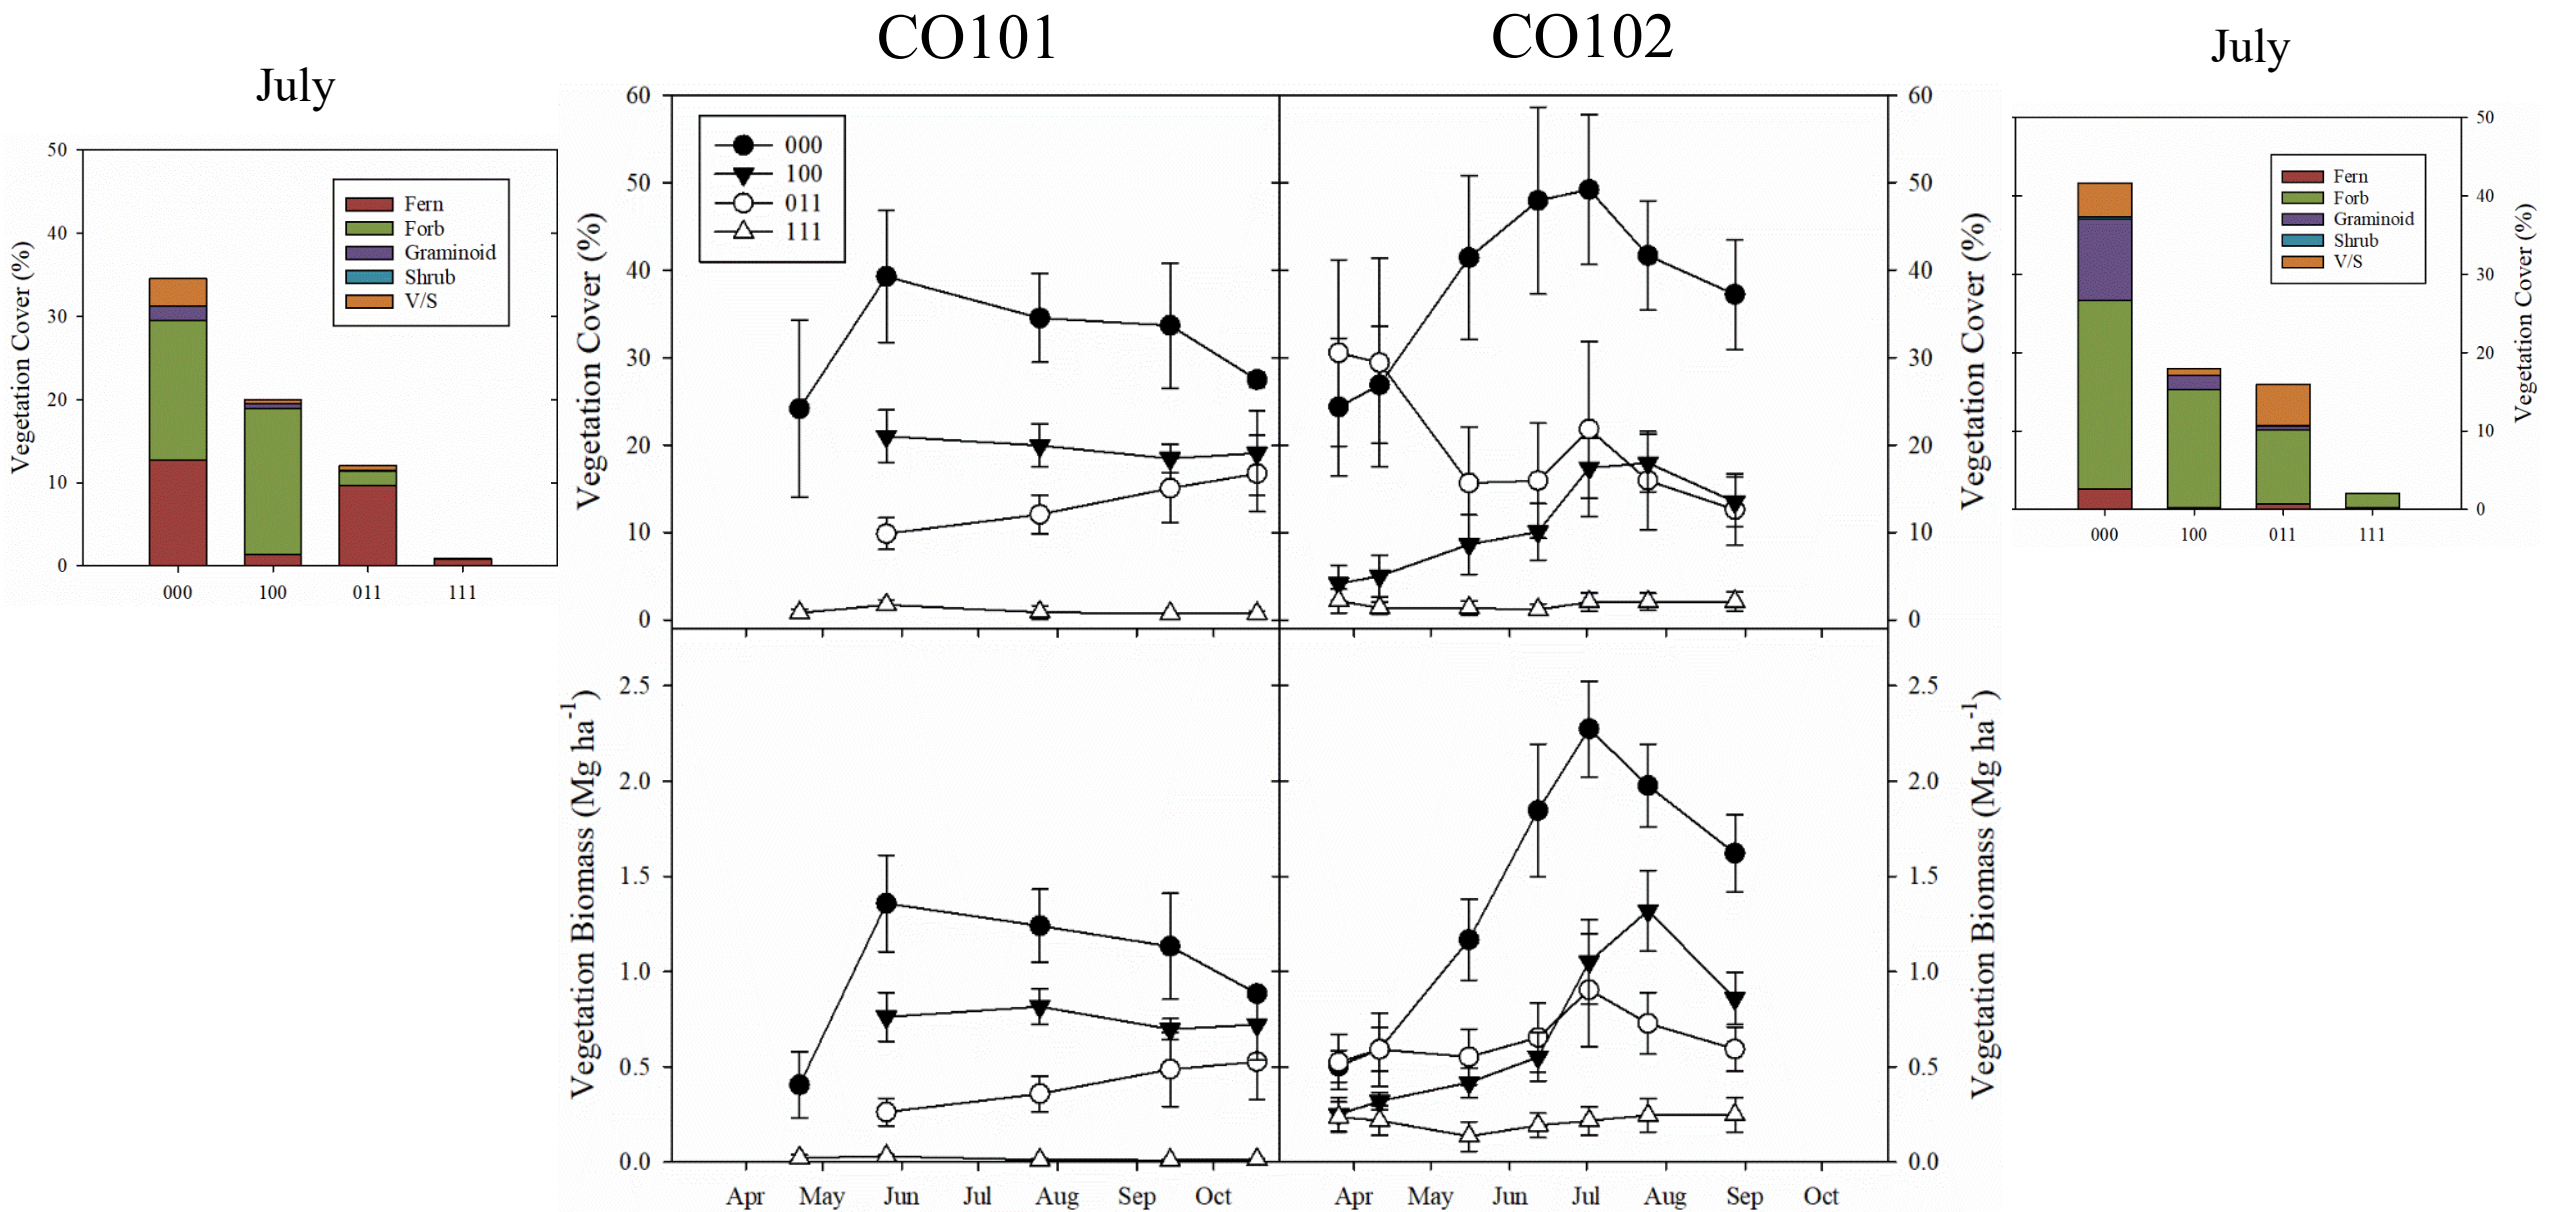 CO101
CO102
July
July
50
40
30
20
10
0
Vegetation Cover (%)
Fern
Forb
Graminoid
Shrub
V/S
000
100
011
111
60
50
40
30
20
10
0
Vegetation Cover (%)
000
100
011
111
60
50
40
30
20
10
0
Vegetation Cover (%)
Fern
Forb
Graminoid
Shrub
V/S
50
40
30
20
10
0
Vegetation Cover (%)
000
100
011
111
2.5
2.0
1.5
1.0
0.5
0.0
Vegetation Biomass (Mg ha⁻¹)
2.5
2.0
1.5
1.0
0.5
0.0
Vegetation Biomass (Mg ha⁻¹)
Apr May Jun Jul Aug Sep Oct
Apr May Jun Jul Aug Sep Oct